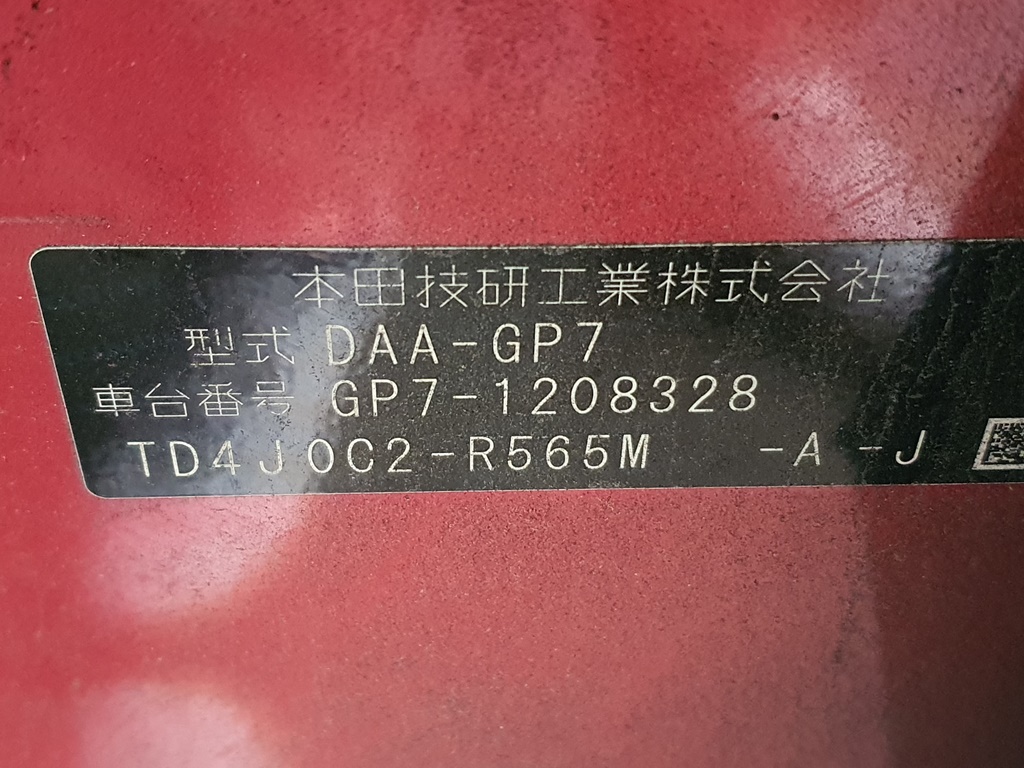 本田技研工業株式会社
型式 DAA-GP7
車台番号 GP7-1208328
TD4J0C2-R565M -A -J